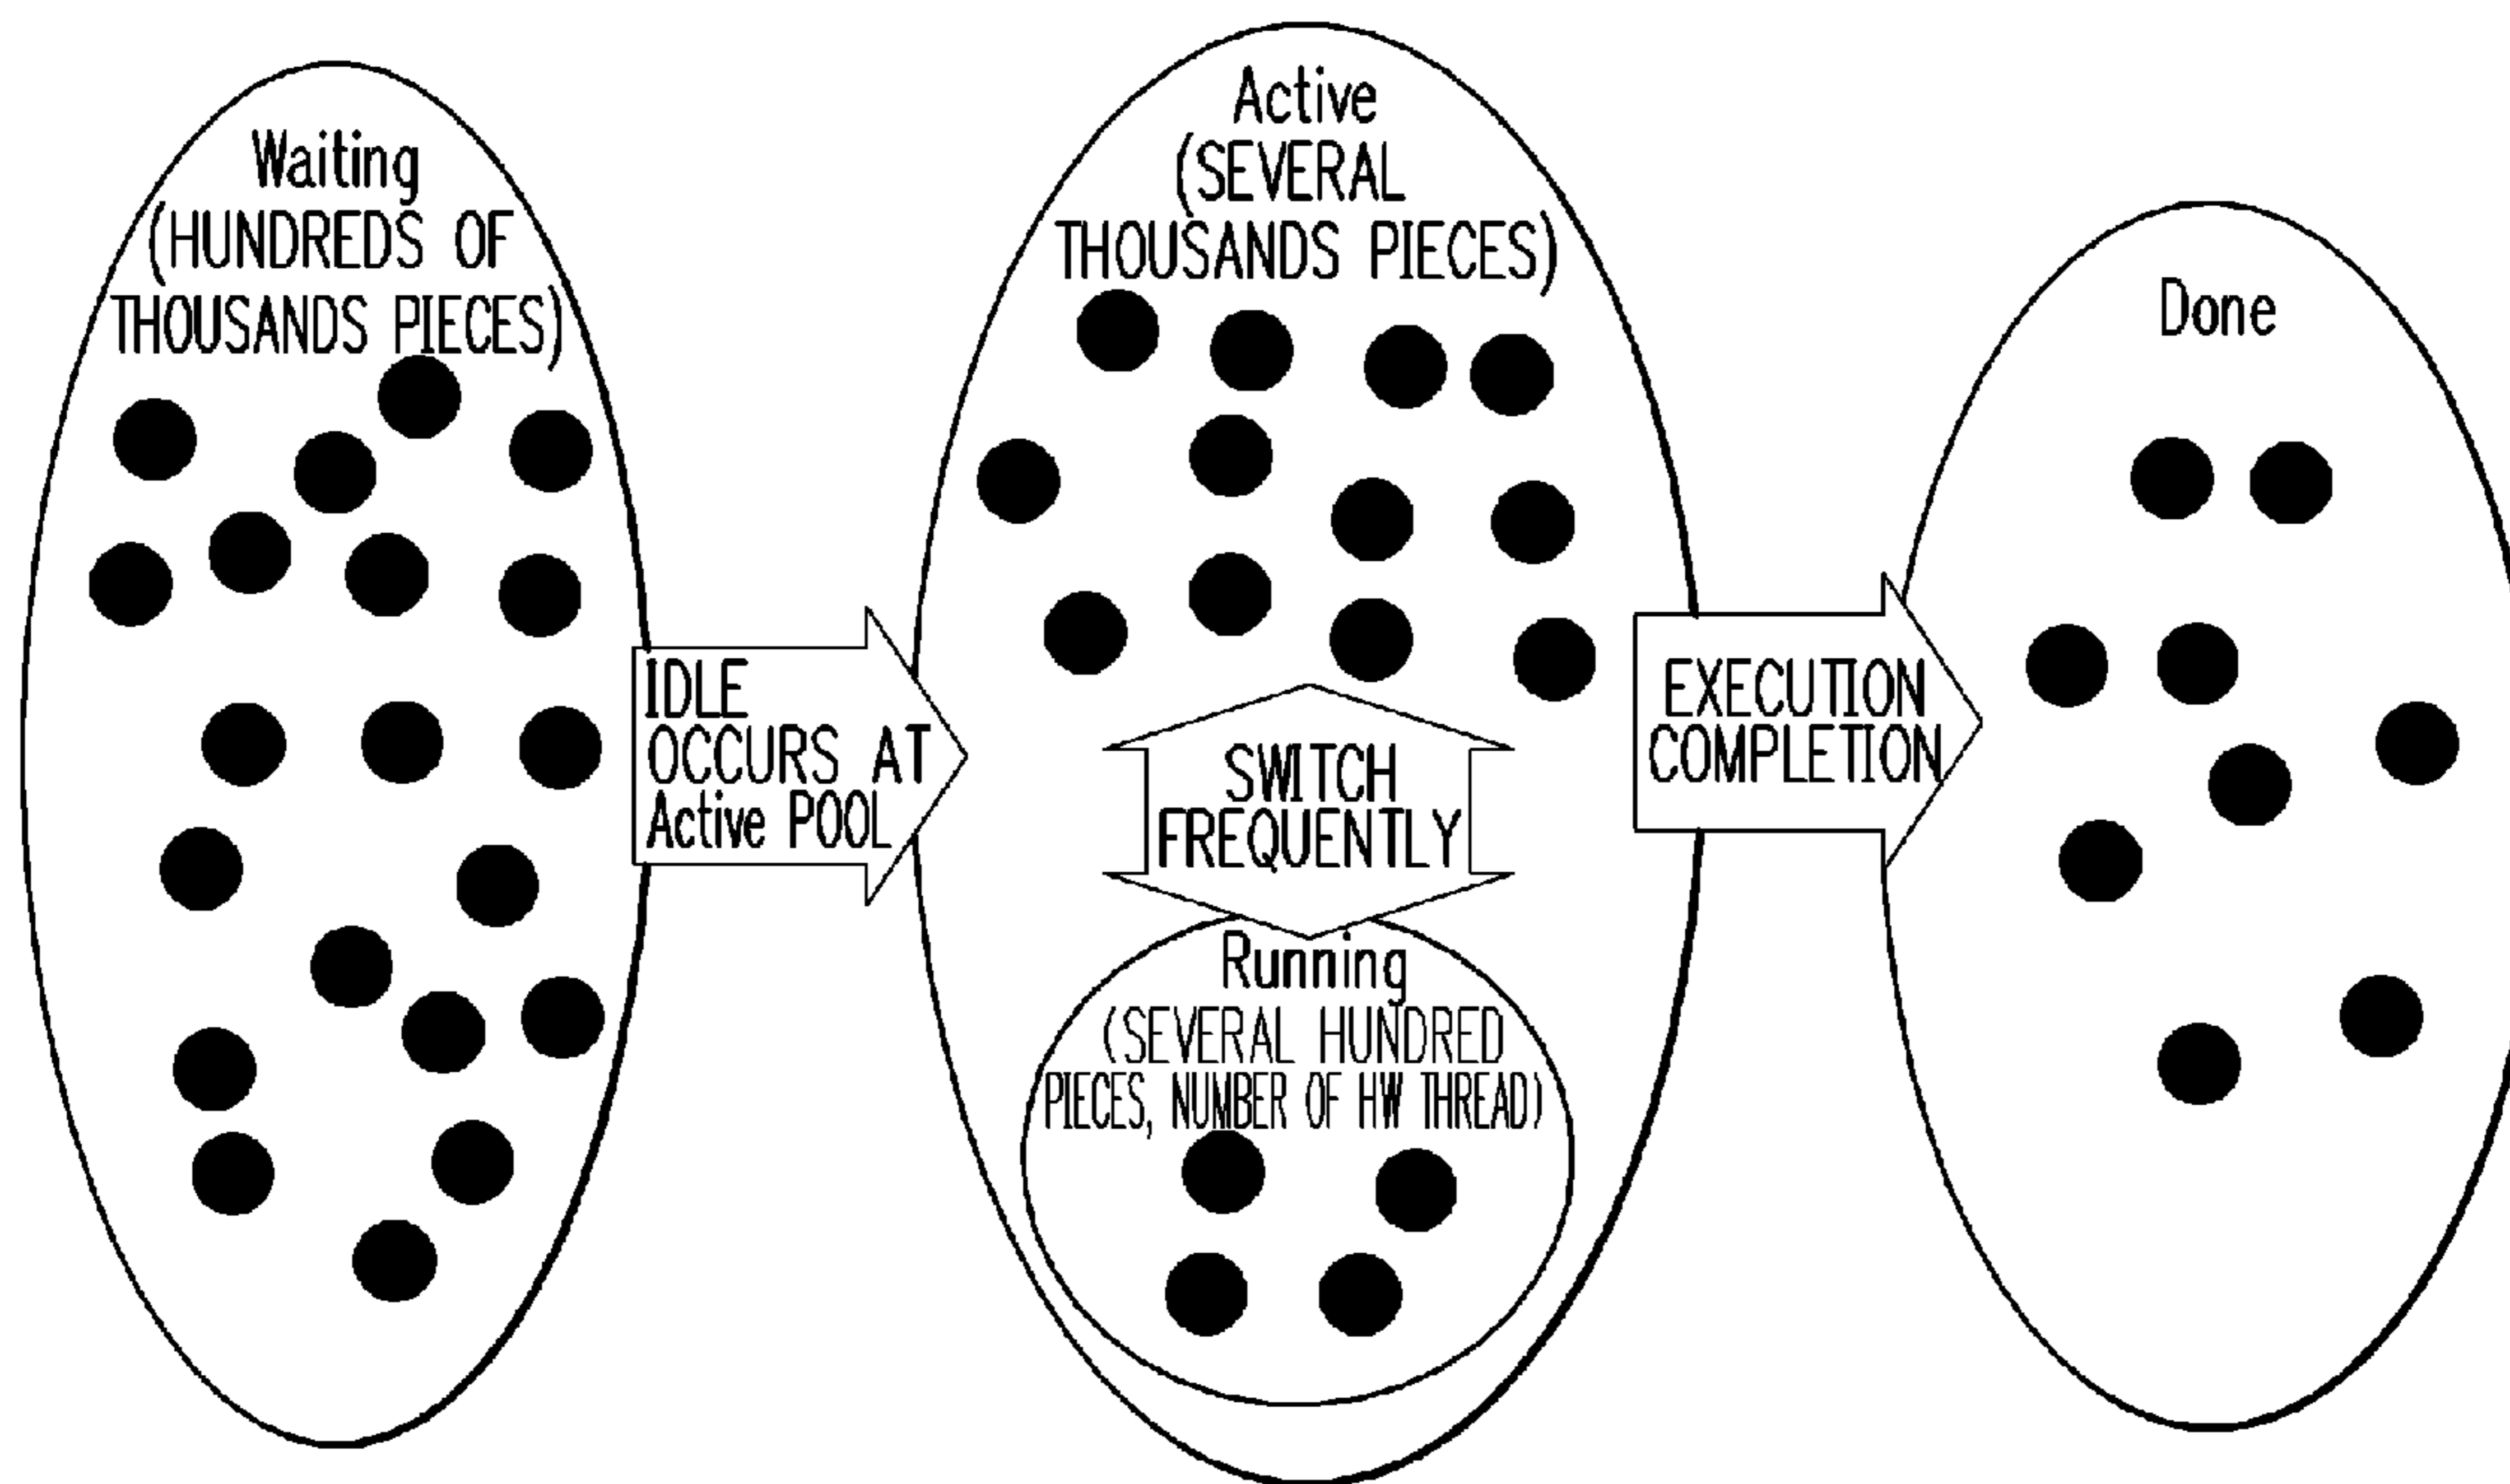 Waiting
(HUNDREDS OF
THOUSANDS PIECES)
IDLE
OCCURS AT
Active POOL
Active
(SEVERAL
THOUSANDS PIECES)
SWITCH
FREQUENTLY
Running
(SEVERAL HUNDRED
PIECES, NUMBER OF HW THREAD)
EXECUTION
COMPLETION
Done